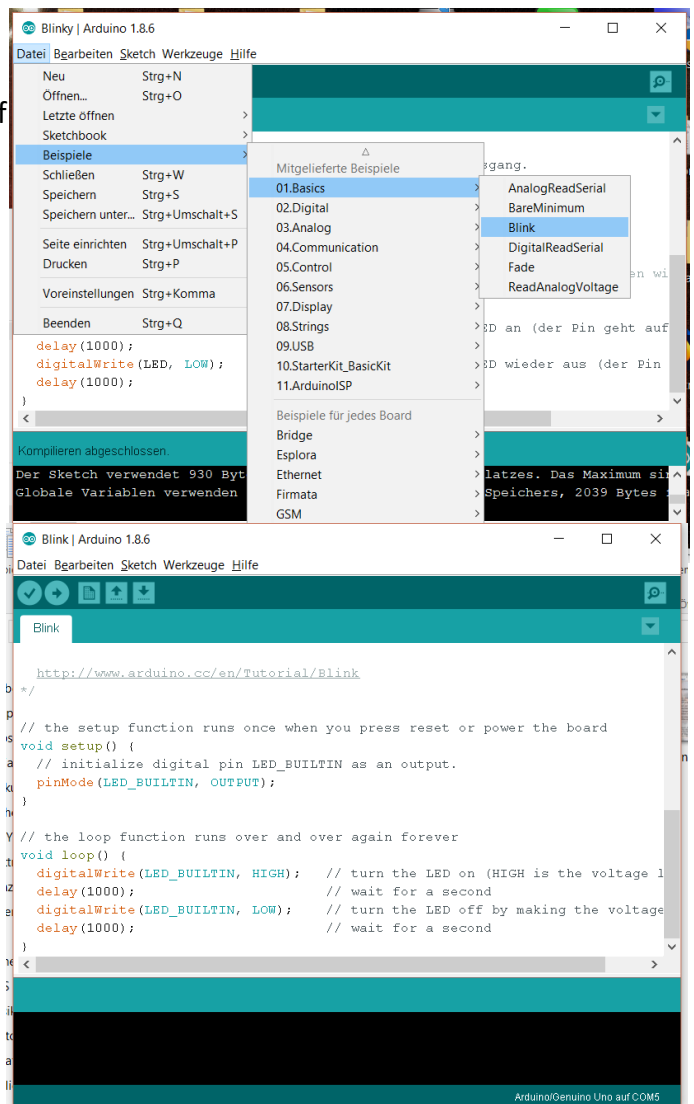 Blinky | Arduino 1.8.6
Datei Bearbeiten Sketch Werkzeuge Hilfe
Neu Strg+N
Öffnen... Strg+O
Letzte öffnen
Sketchbook
Beispiele
Schließen Strg+W
Speichern Strg+S
Speichern unter... Strg+Umschalt+S
Seite einrichten Strg+Umschalt+P
Drucken Strg+P
Voreinstellungen Strg+Komma
Beenden Strg+Q
Mitgelieferte Beispiele
01.Basics
02.Digital
03.Analog
04.Communication
05.Control
06.Sensors
07.Display
08.Strings
09.USB
10.StarterKit_BasicKit
11.ArduinoISP
Beispiele für jedes Board
Bridge
Esplora
Ethernet
Firmata
GSM
AnalogReadSerial
BareMinimum
Blink
DigitalReadSerial
Fade
ReadAnalogVoltage
sgang.
en wi
ED an (der Pin geht auf
delay(1000);
digitalWrite(LED, LOW); ED wieder aus (der Pin
delay(1000);
}
Kompilieren abgeschlossen.
Der Sketch verwendet 930 Byt latzes. Das Maximum sin
Globale Variablen verwenden Speichers, 2039 Bytes
Blink | Arduino 1.8.6
Datei Bearbeiten Sketch Werkzeuge Hilfe
Blink
http://www.arduino.cc/en/Tutorial/Blink
*/
// the setup function runs once when you press reset or power the board
void setup() {
// initialize digital pin LED_BUILTIN as an output.
pinMode(LED_BUILTIN, OUTPUT);
}
// the loop function runs over and over again forever
void loop() {
digitalWrite(LED_BUILTIN, HIGH); // turn the LED on (HIGH is the voltage l
delay(1000); // wait for a second
digitalWrite(LED_BUILTIN, LOW); // turn the LED off by making the voltage
delay(1000); // wait for a second
}
Arduino/Genuino Uno auf COM5